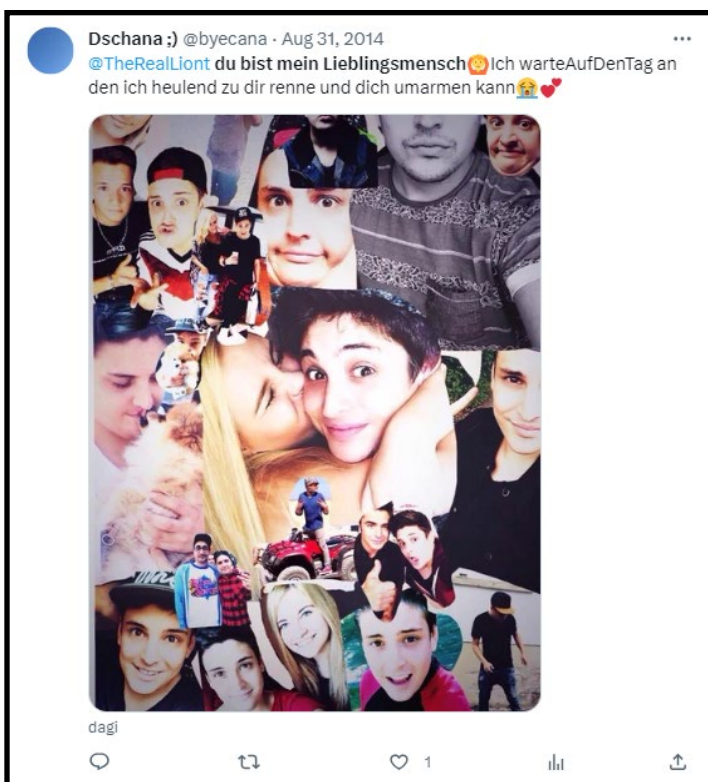 Dschana ;) @byecana · Aug 31, 2014
@TheRealLiont du bist mein Lieblingsmensch🙆Ich warteAufDenTag an
den ich heulend zu dir renne und dich umarmen kann😭💕
dagi
1